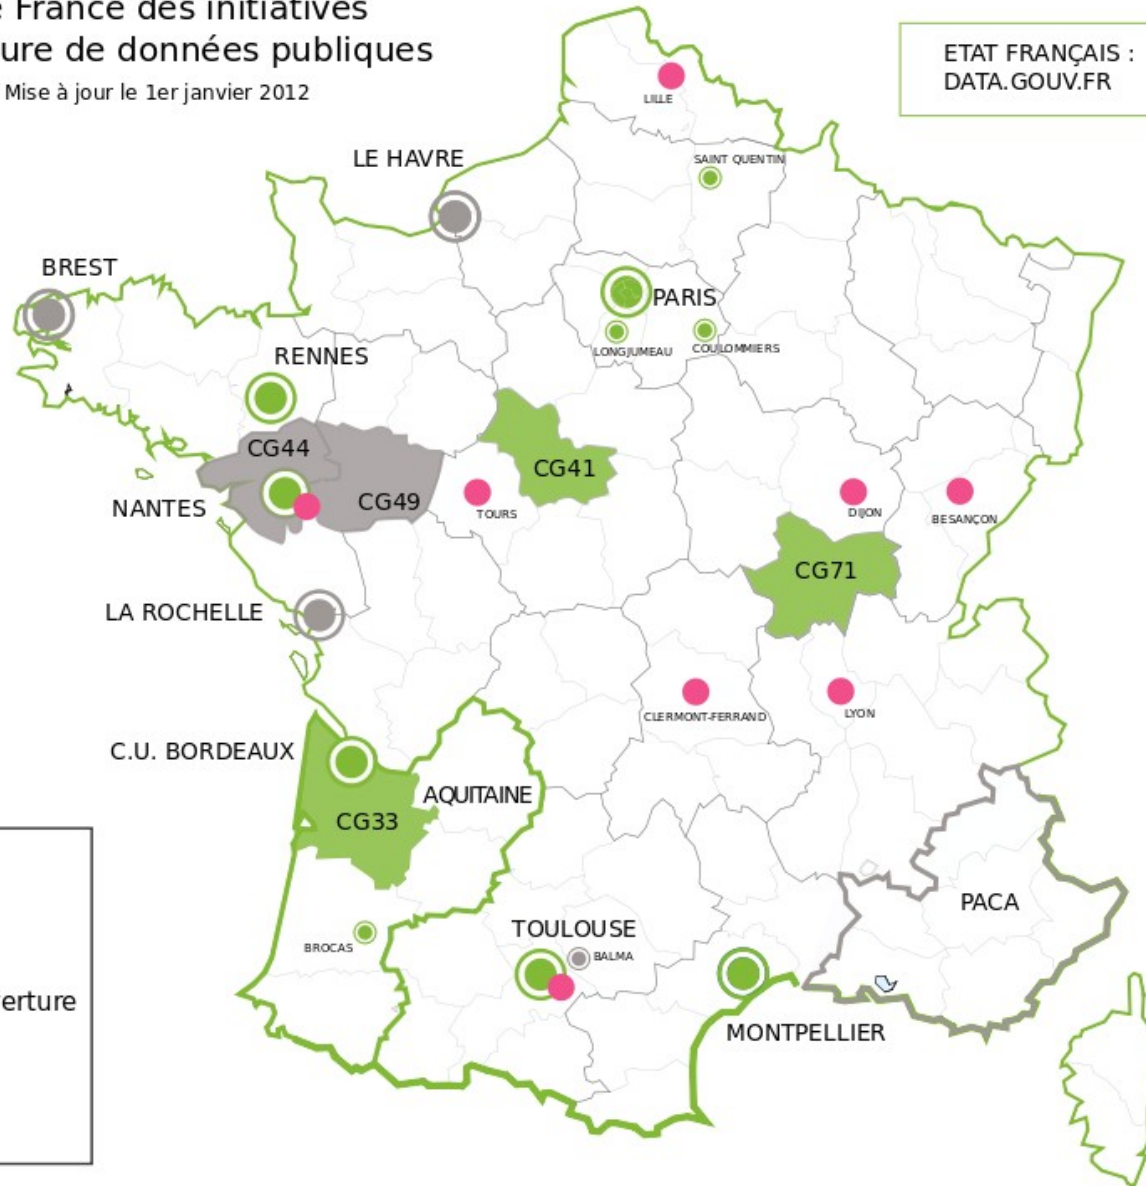 e France des initiatives
ure de données publiques
Mise à jour le 1er janvier 2012
ETAT FRANÇAIS :
DATA.GOUV.FR
LILLE
LE HAVRE
SAINT QUENTIN
BREST
PARIS
LONGJUMEAU
COULOMMIERS
RENNES
CG44
CG41
CG49
NANTES
TOURS
DIJON
BESANÇON
CG71
LA ROCHELLE
CLERMONT-FERRAND
LYON
C.U. BORDEAUX
AQUITAINE
CG33
PACA
TOULOUSE
BROCAS
BALMA
erture
MONTPELLIER